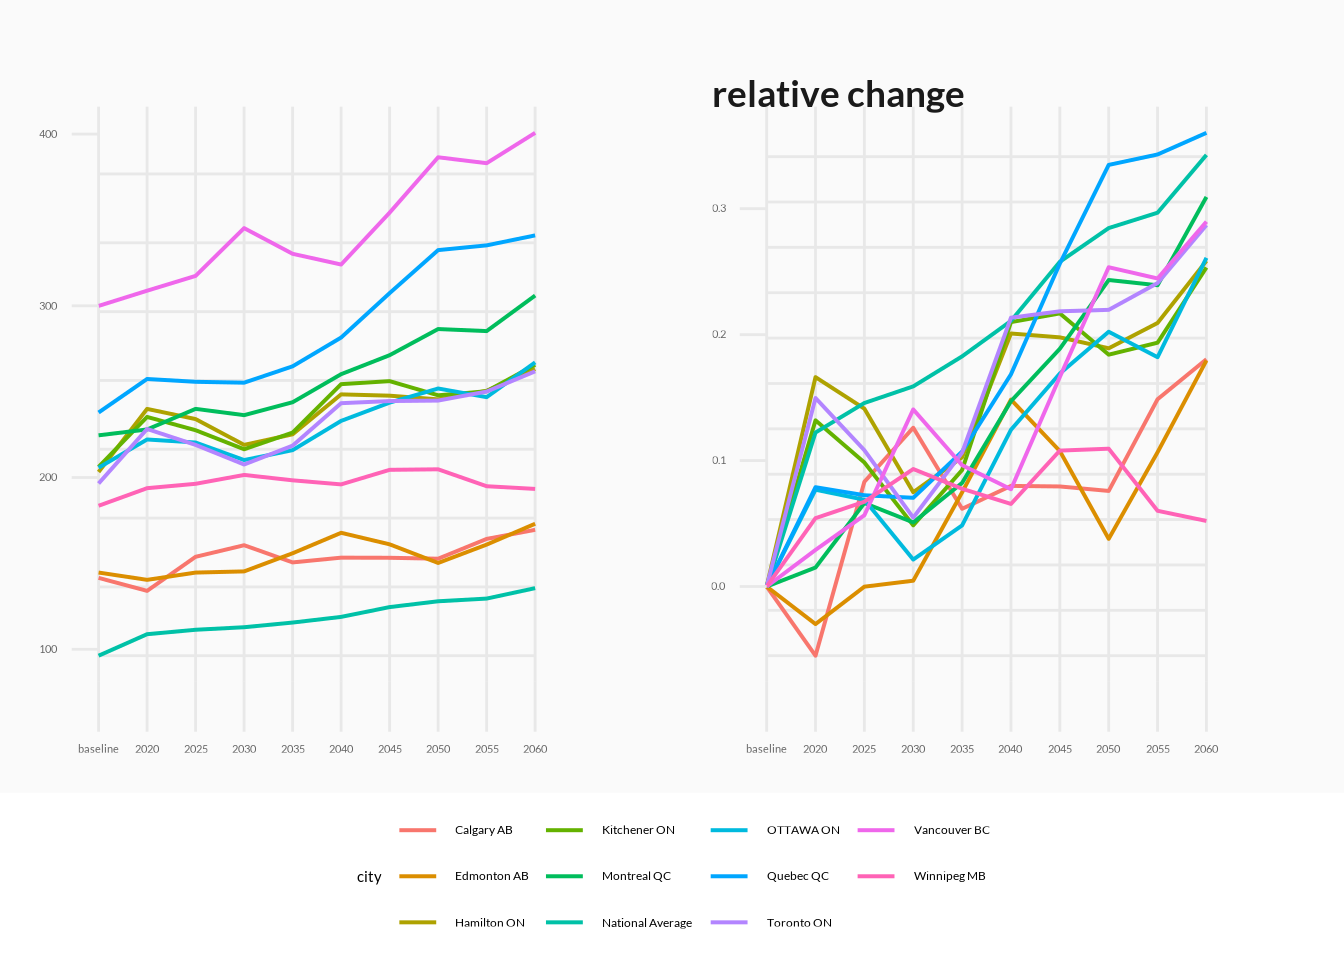 relative change
400
300
200
100
baseline 2020 2025 2030 2035 2040 2045 2050 2055 2060
0.3
0.2
0.1
0.0
baseline 2020 2025 2030 2035 2040 2045 2050 2055 2060
city
Calgary AB Kitchener ON OTTAWA ON Vancouver BC
Edmonton AB Montreal QC Quebec QC Winnipeg MB
Hamilton ON National Average Toronto ON